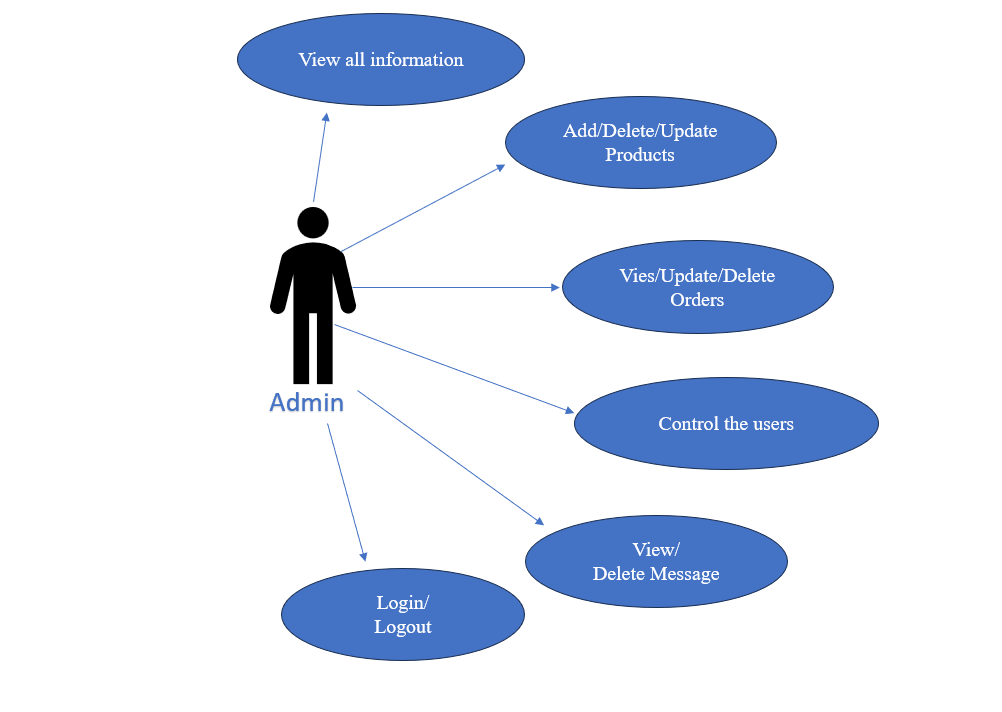 View all information
Add/Delete/Update
Products
Vies/Update/Delete
Orders
Admin
Control the users
View/
Delete Message
Login/
Logout